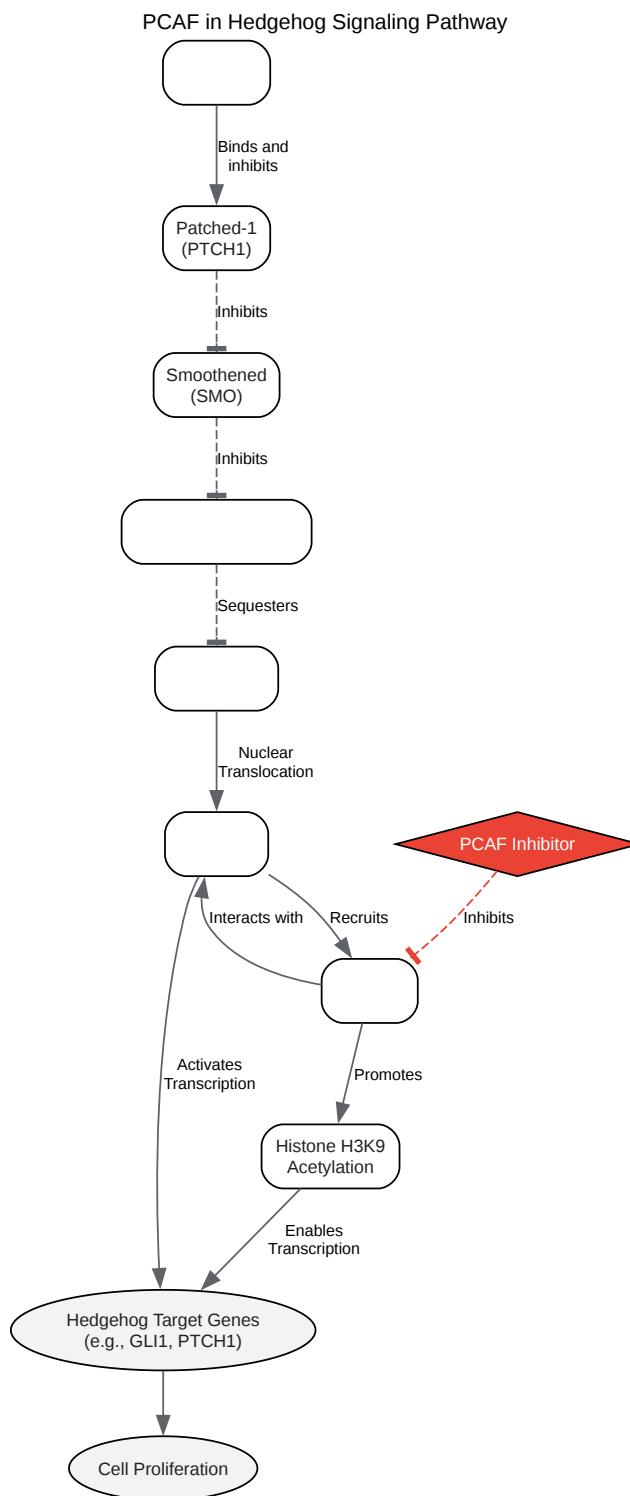 PCAF in Hedgehog Signaling Pathway
Binds and
inhibits
Patched-1
(PTCH1)
Inhibits
Smoothened
(SMO)
Inhibits
Sequesters
Nuclear
Translocation
PCAF Inhibitor
Interacts with
Recruits
Inhibits
Activates
Transcription
Promotes
Histone H3K9
Acetylation
Enables
Transcription
Hedgehog Target Genes
(e.g., GLI1, PTCH1)
Cell Proliferation